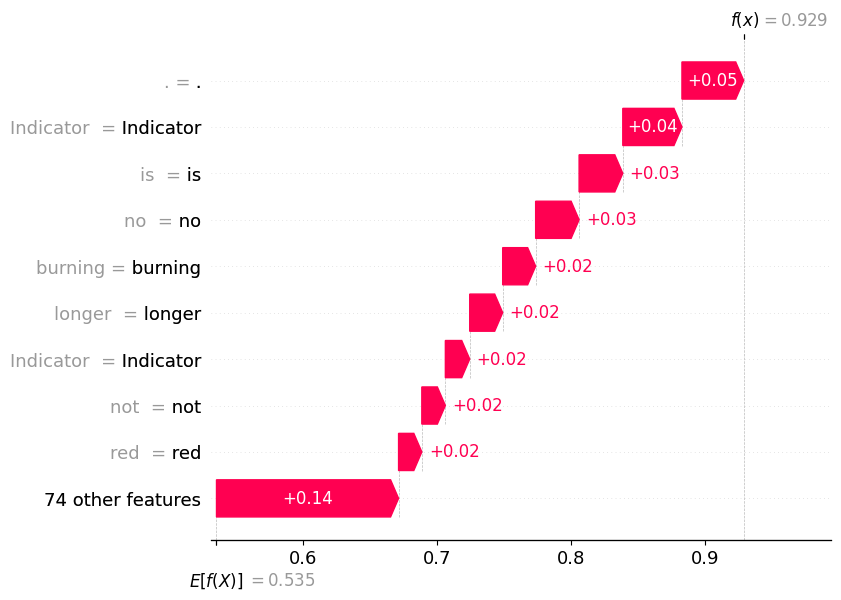 f(x) = 0.929
. = .
+0.05
Indicator = Indicator
+0.04
is = is
+0.03
no = no
+0.03
burning = burning
+0.02
longer = longer
+0.02
Indicator = Indicator
+0.02
not = not
+0.02
red = red
+0.02
74 other features
+0.14
0.6 0.7 0.8 0.9
E[f(X)] = 0.535